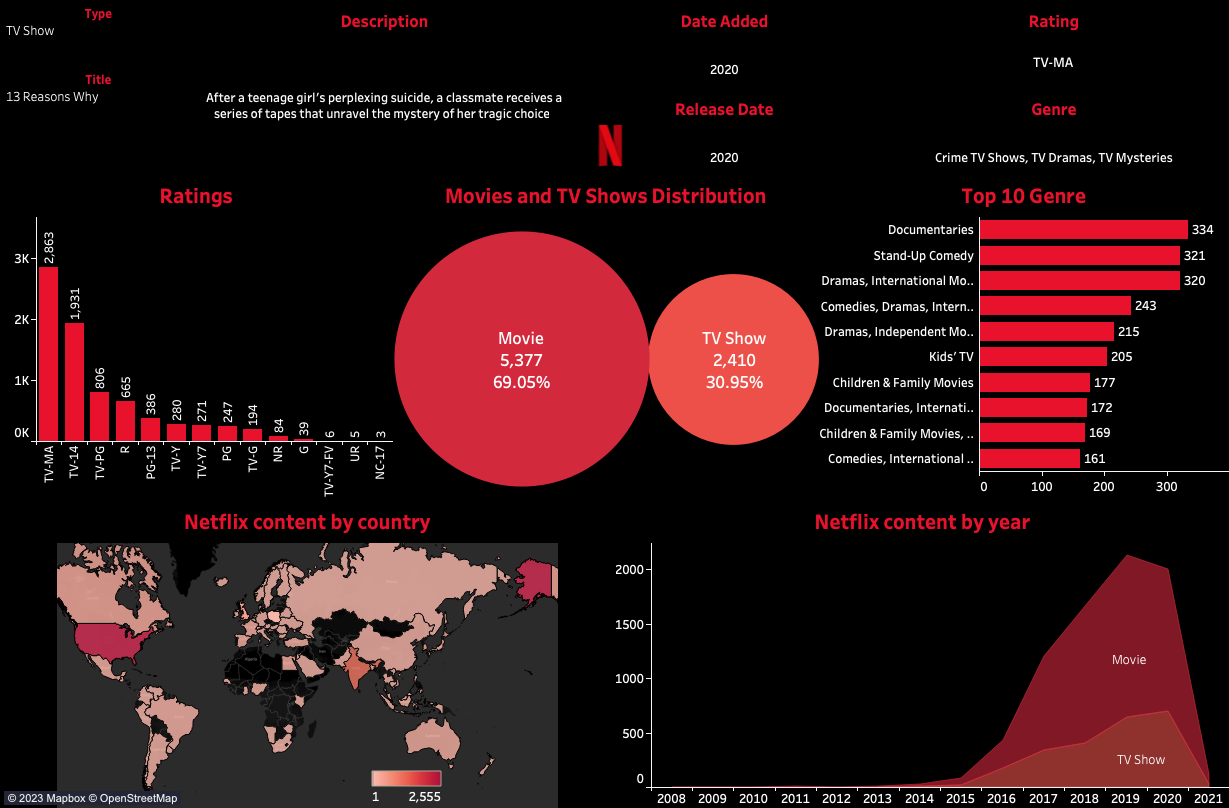 Type
TV Show
Title
13 Reasons Why
Description
After a teenage girl's perplexing suicide, a classmate receives a
series of tapes that unravel the mystery of her tragic choice
Date Added
2020
Release Date
2020
Rating
TV-MA
Genre
Crime TV Shows, TV Dramas, TV Mysteries
N
Ratings
3K
2K
1K
0K
2,863
1,931
806
665
386
280
271
247
194
84
39
6
5
3
TV-MA
TV-14
TV-PG
R
PG-13
TV-Y
TV-Y7
PG
TV-G
NR
G
TV-Y7-FV
UR
NC-17
Movies and TV Shows Distribution
Movie
5,377
69.05%
TV Show
2,410
30.95%
Top 10 Genre
Documentaries 334
Stand-Up Comedy 321
Dramas, International Mo.. 320
Comedies, Dramas, Intern.. 243
Dramas, Independent Mo.. 215
Kids' TV 205
Children & Family Movies 177
Documentaries, Internati.. 172
Children & Family Movies, .. 169
Comedies, International .. 161
0 100 200 300
Netflix content by country
1 2,555
© 2023 Mapbox © OpenStreetMap
Netflix content by year
2000
1500
1000
500
0
Movie
TV Show
2008 2009 2010 2011 2012 2013 2014 2015 2016 2017 2018 2019 2020 2021